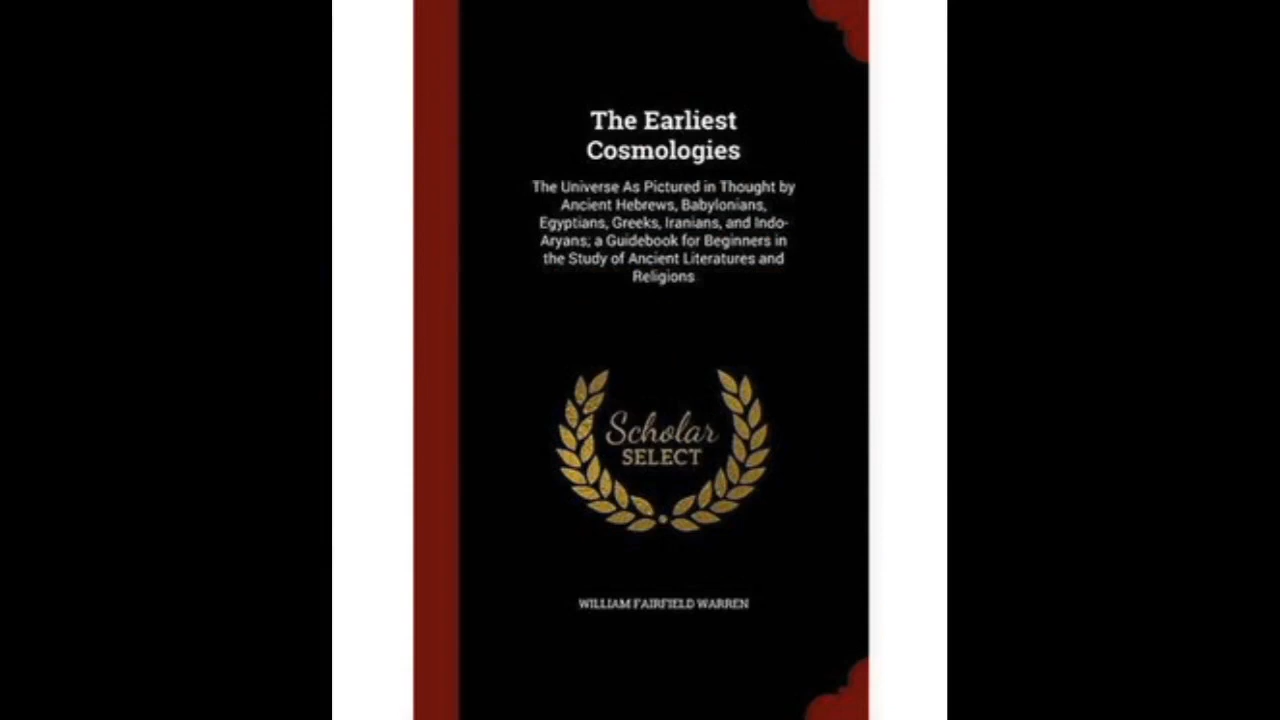 The Earliest
Cosmologies
The Universe As Pictured in Thought by
Ancient Hebrews, Babylonians,
Egyptians, Greeks, Iranians, and Indo-
Aryans; a Guidebook for Beginners in
the Study of Ancient Literatures and
Religions
Scholar
SELECT
WILLIAM FAIRFIELD WARREN